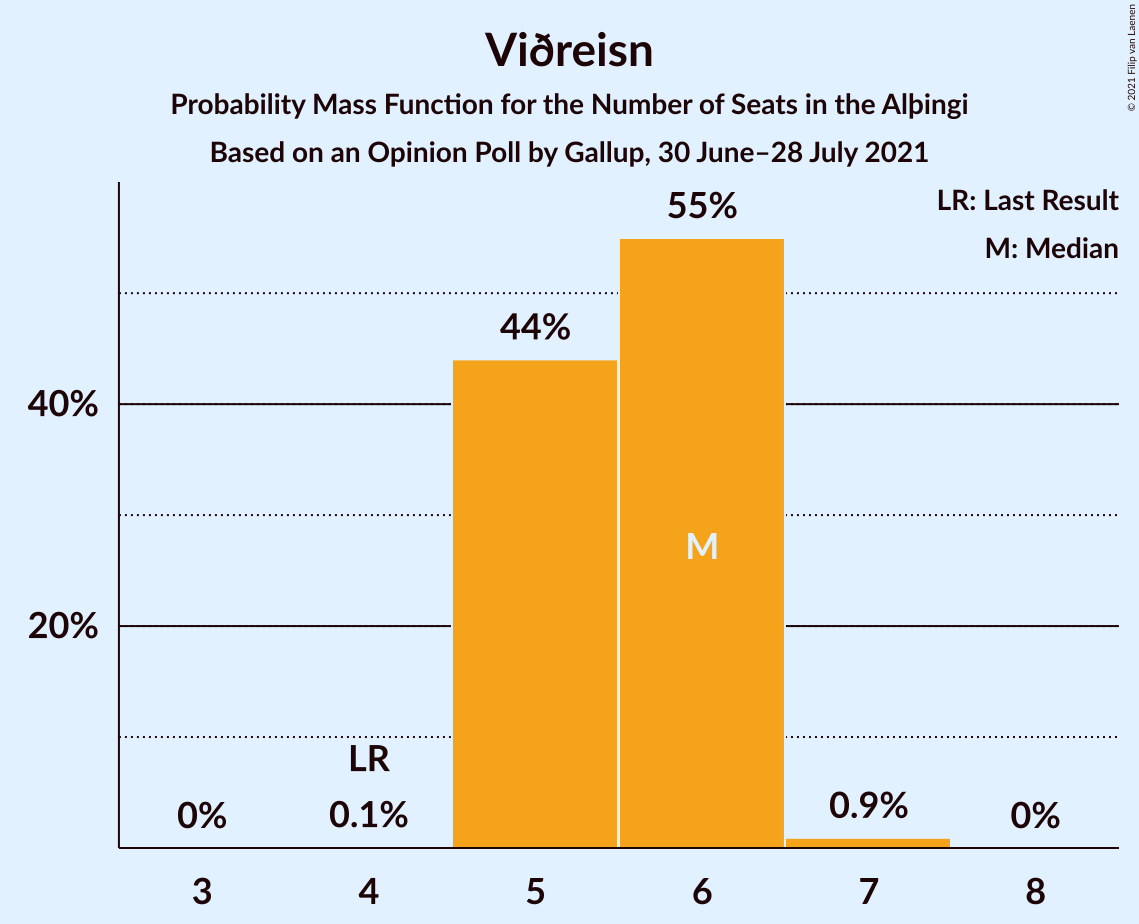 Viðreisn
Probability Mass Function for the Number of Seats in the Alþingi
Based on an Opinion Poll by Gallup, 30 June–28 July 2021
© 2021 Filip van Laenen
LR: Last Result
M: Median
55%
44%
40%
M
20%
LR
0%
0.1%
0.9%
0%
3 4 5 6 7 8